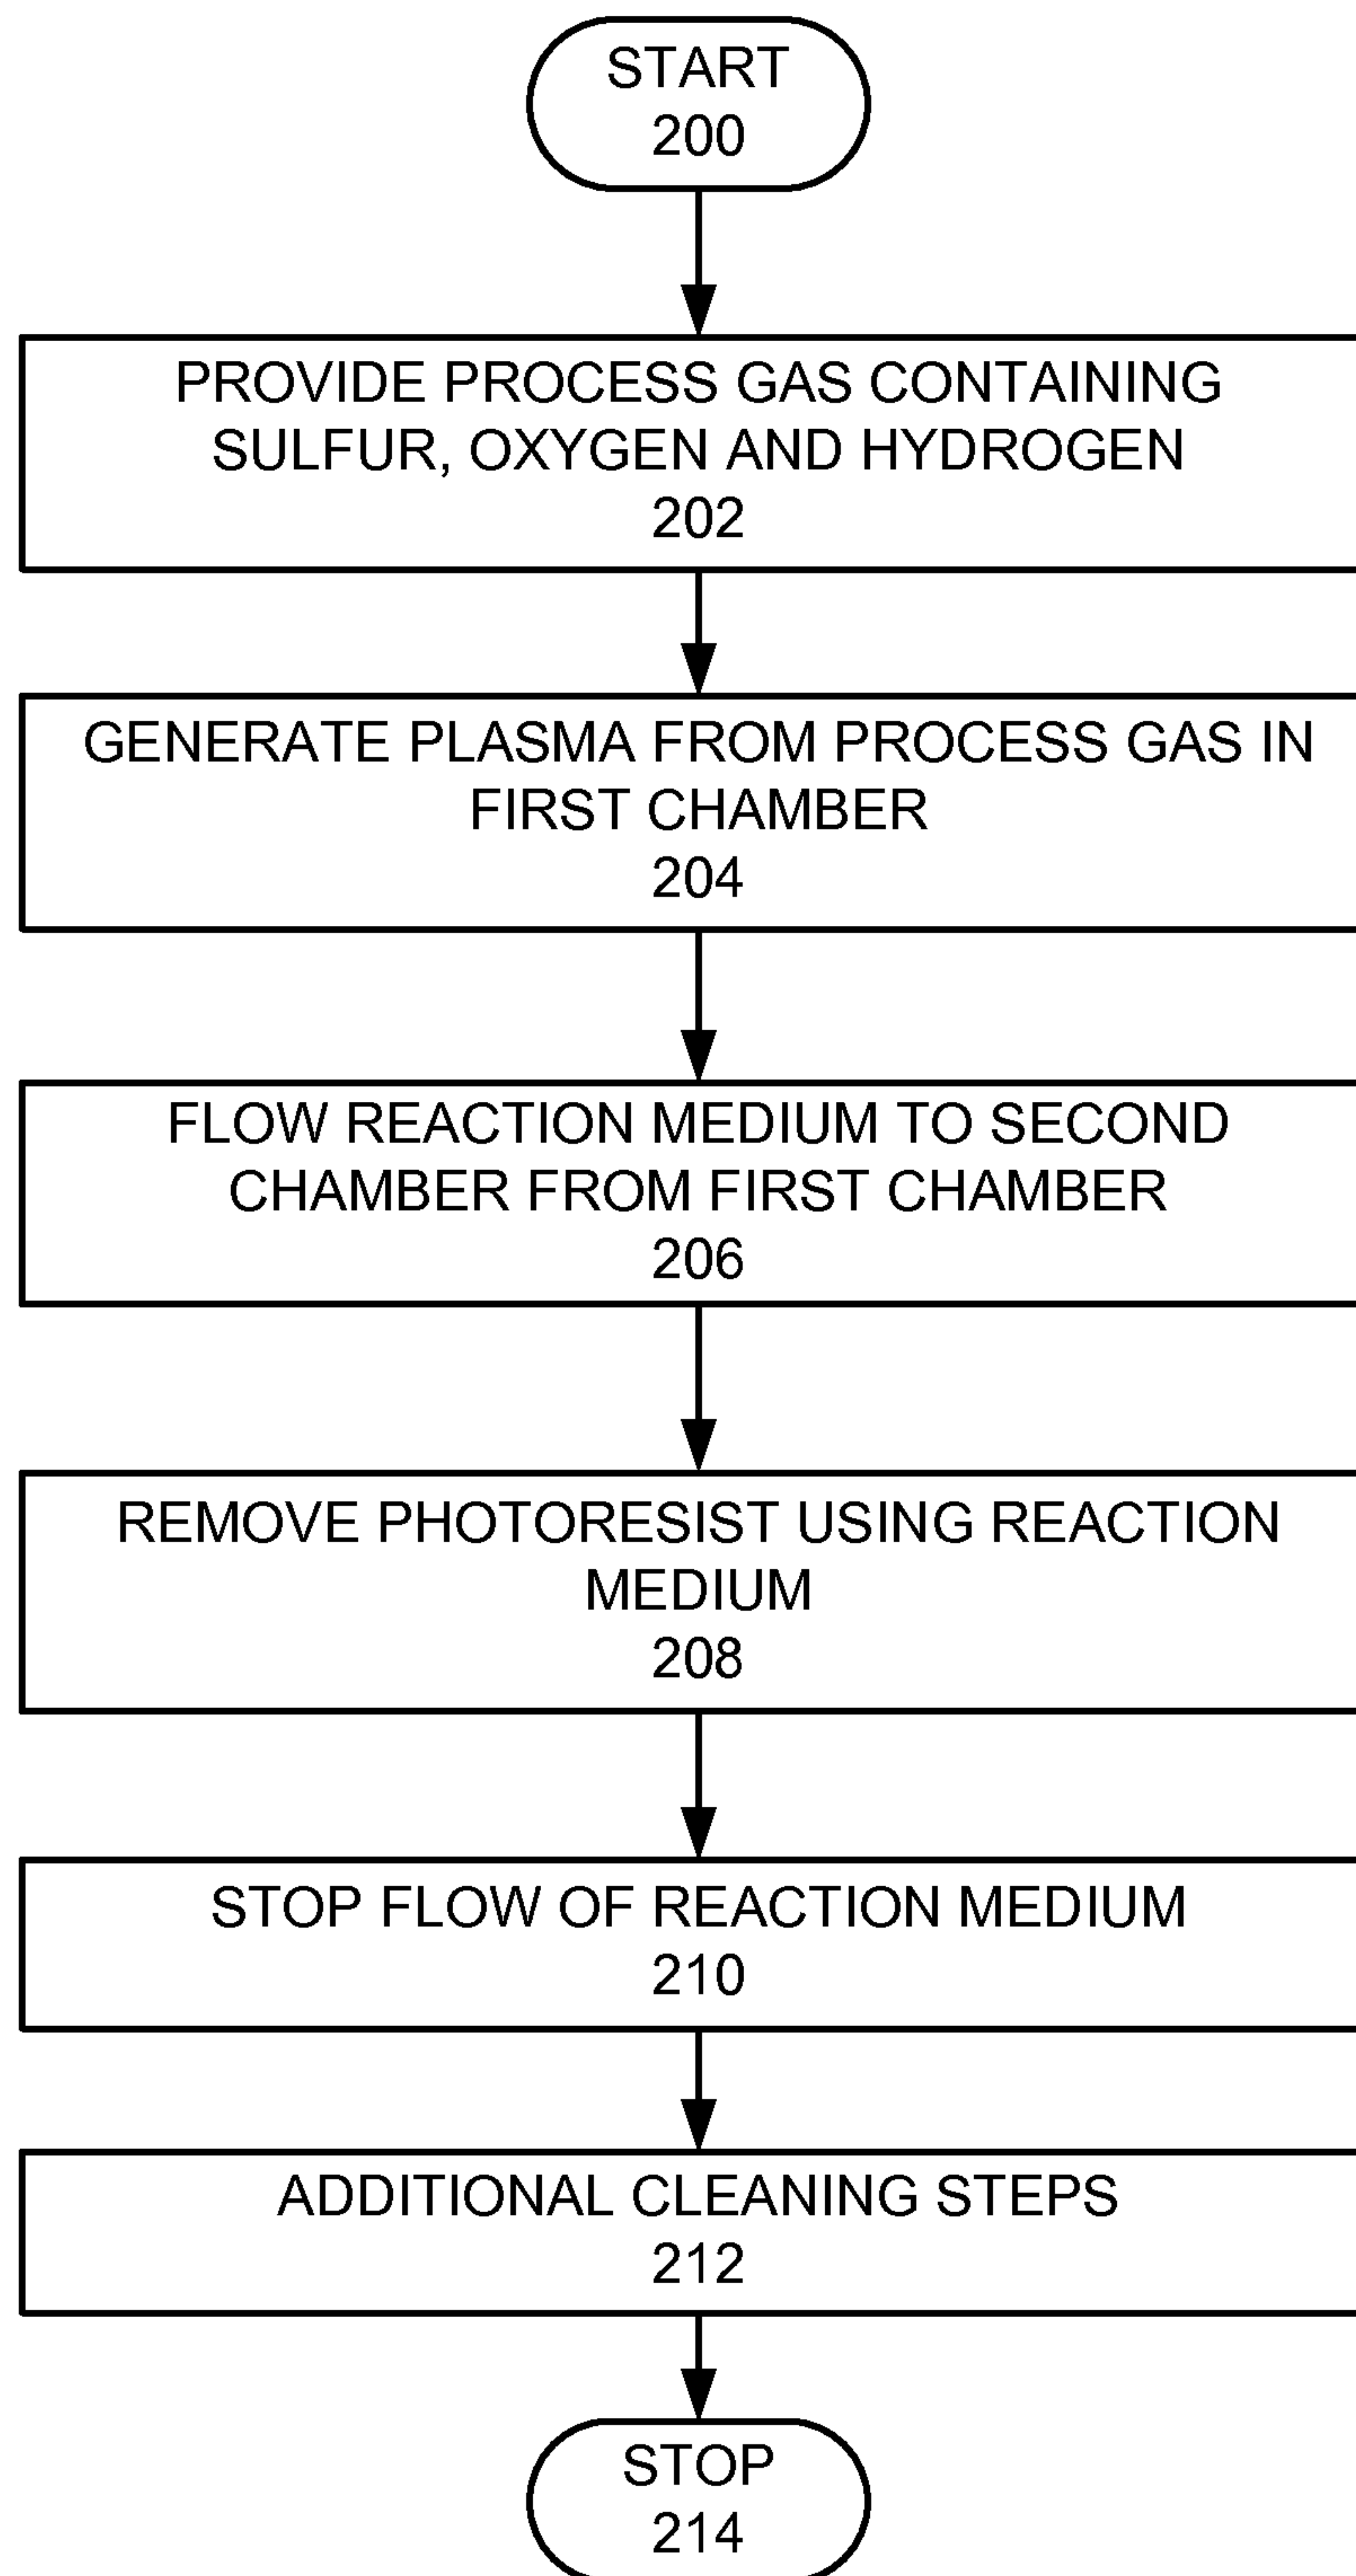 START
200
PROVIDE PROCESS GAS CONTAINING
SULFUR, OXYGEN AND HYDROGEN
202
GENERATE PLASMA FROM PROCESS GAS IN
FIRST CHAMBER
204
FLOW REACTION MEDIUM TO SECOND
CHAMBER FROM FIRST CHAMBER
206
REMOVE PHOTORESIST USING REACTION
MEDIUM
208
STOP FLOW OF REACTION MEDIUM
210
ADDITIONAL CLEANING STEPS
212
STOP
214